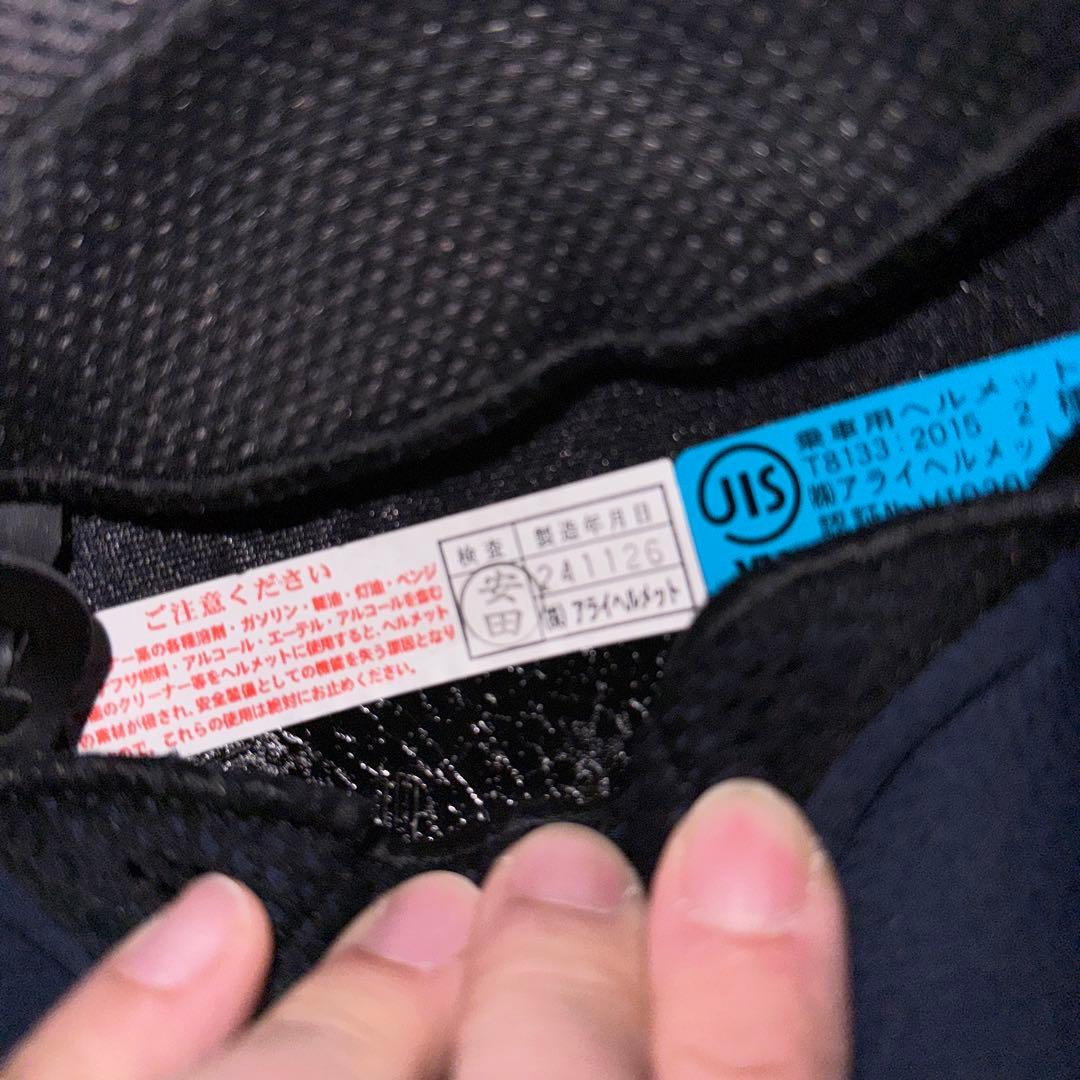 ご注意ください
ナー系の各種溶剤・ガソリン・軽油・灯油・ベンジ
フサ燃料・アルコール・エーテル・アルコールを含む
のクリーナー等をヘルメットに使用すると、ヘルメット
の素材が侵され、安全装備としての機能を失う原因となり
ので、これらの使用は絶対にお止めください。
検査
製造年月日
安田
241126
㈱アライヘルメット
JIS
乗車用ヘルメット
T8133:2015 2種
㈱アライヘルメッ